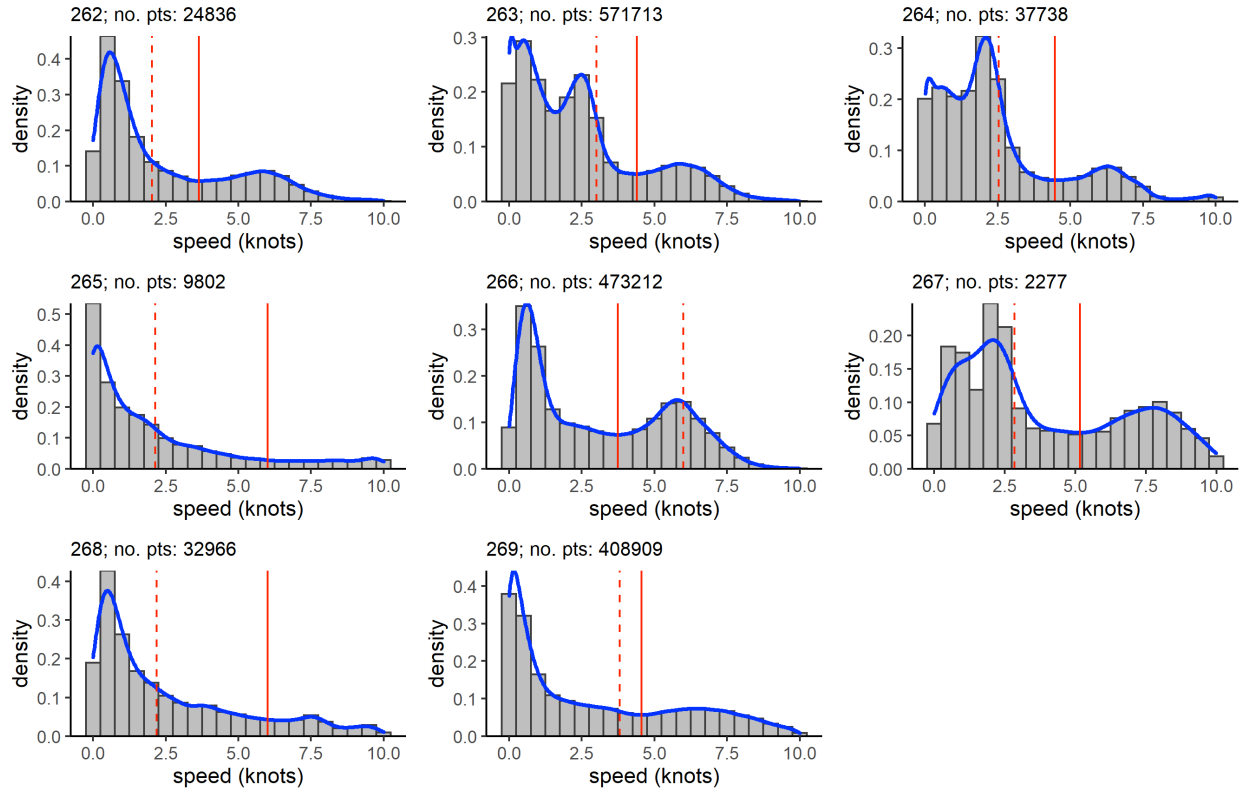 262; no. pts: 24836
density
0.4
0.3
0.2
0.1
0.0
0.0 2.5 5.0 7.5 10.0
speed (knots)
263; no. pts: 571713
density
0.3
0.2
0.1
0.0
0.0 2.5 5.0 7.5 10.0
speed (knots)
264; no. pts: 37738
density
0.3
0.2
0.1
0.0
0.0 2.5 5.0 7.5 10.0
speed (knots)
265; no. pts: 9802
density
0.5
0.4
0.3
0.2
0.1
0.0
0.0 2.5 5.0 7.5 10.0
speed (knots)
266; no. pts: 473212
density
0.3
0.2
0.1
0.0
0.0 2.5 5.0 7.5 10.0
speed (knots)
267; no. pts: 2277
density
0.20
0.15
0.10
0.05
0.00
0.0 2.5 5.0 7.5 10.0
speed (knots)
268; no. pts: 32966
density
0.4
0.3
0.2
0.1
0.0
0.0 2.5 5.0 7.5 10.0
speed (knots)
269; no. pts: 408909
density
0.4
0.3
0.2
0.1
0.0
0.0 2.5 5.0 7.5 10.0
speed (knots)